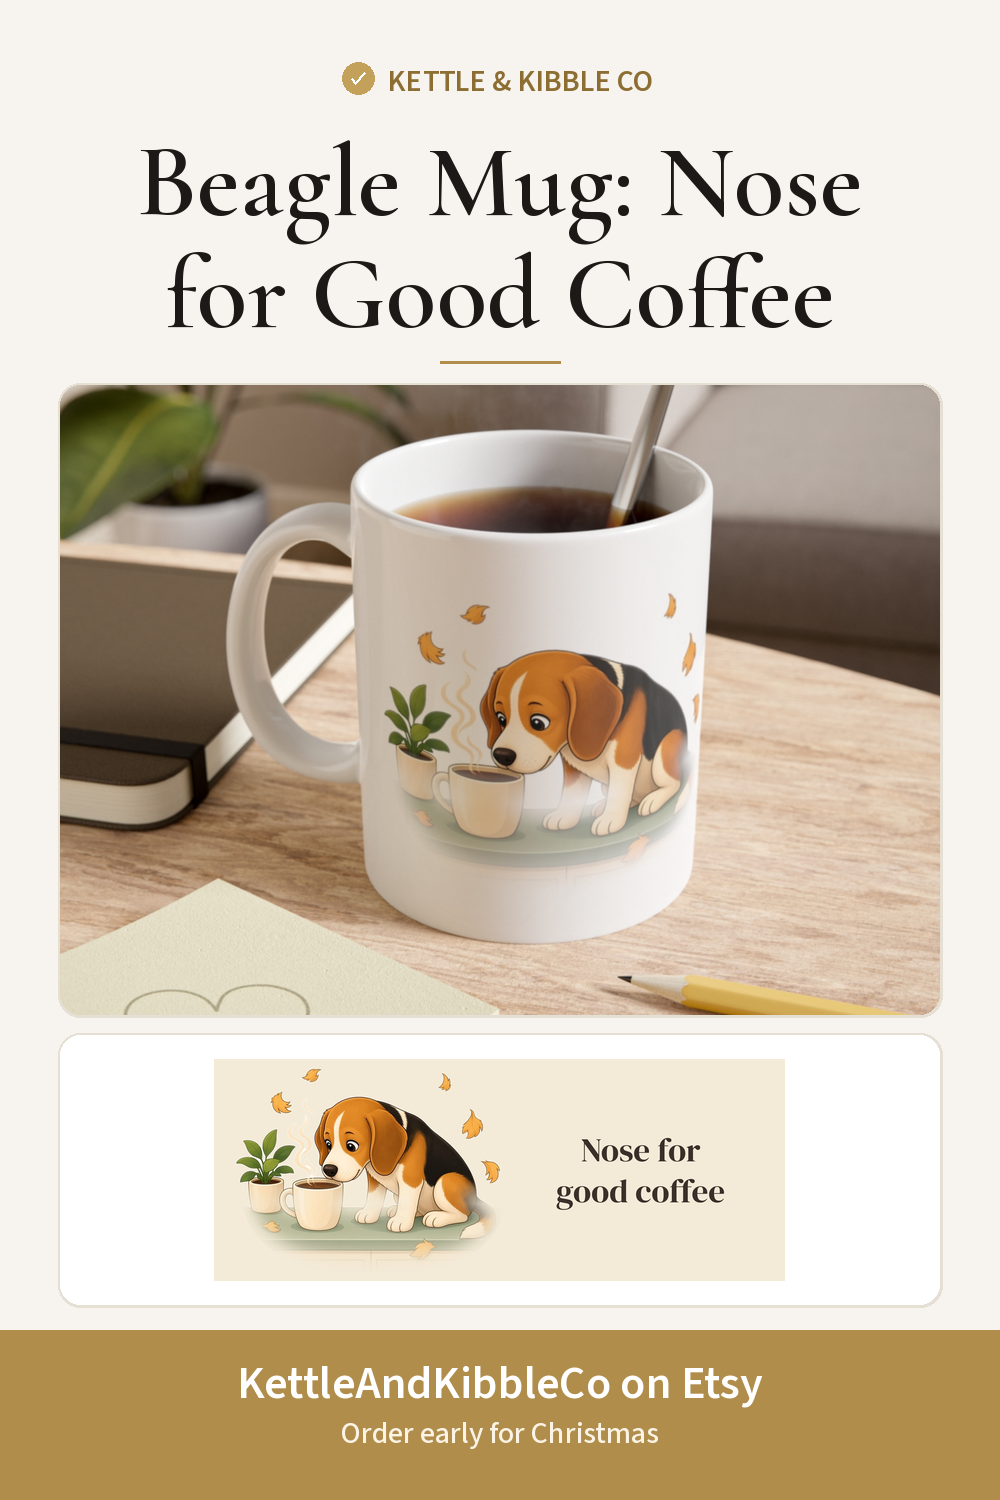 KETTLE & KIBBLE CO
Beagle Mug: Nose
for Good Coffee
Nose for
good coffee
KettleAndKibbleCo on Etsy
Order early for Christmas